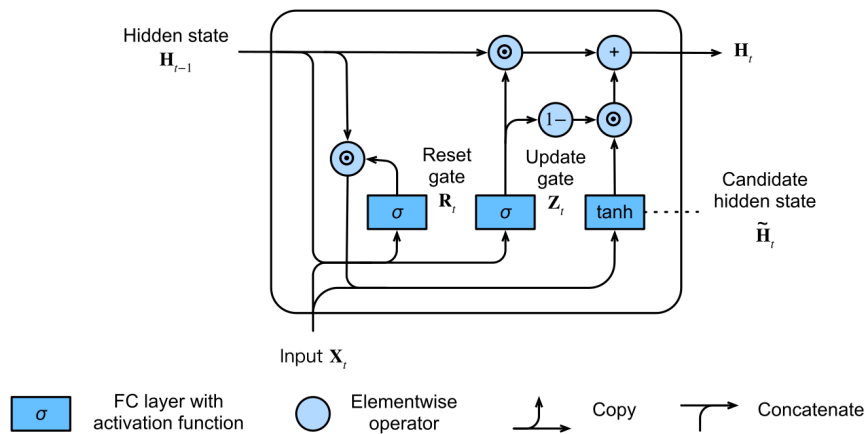 Hidden state
H_{t−1}
H_t
+
1−
Reset
gate
R_t
Update
gate
Z_t
Candidate
hidden state
H̃_t
σ
σ
tanh
Input X_t
σ
FC layer with
activation function
Elementwise
operator
Copy
Concatenate